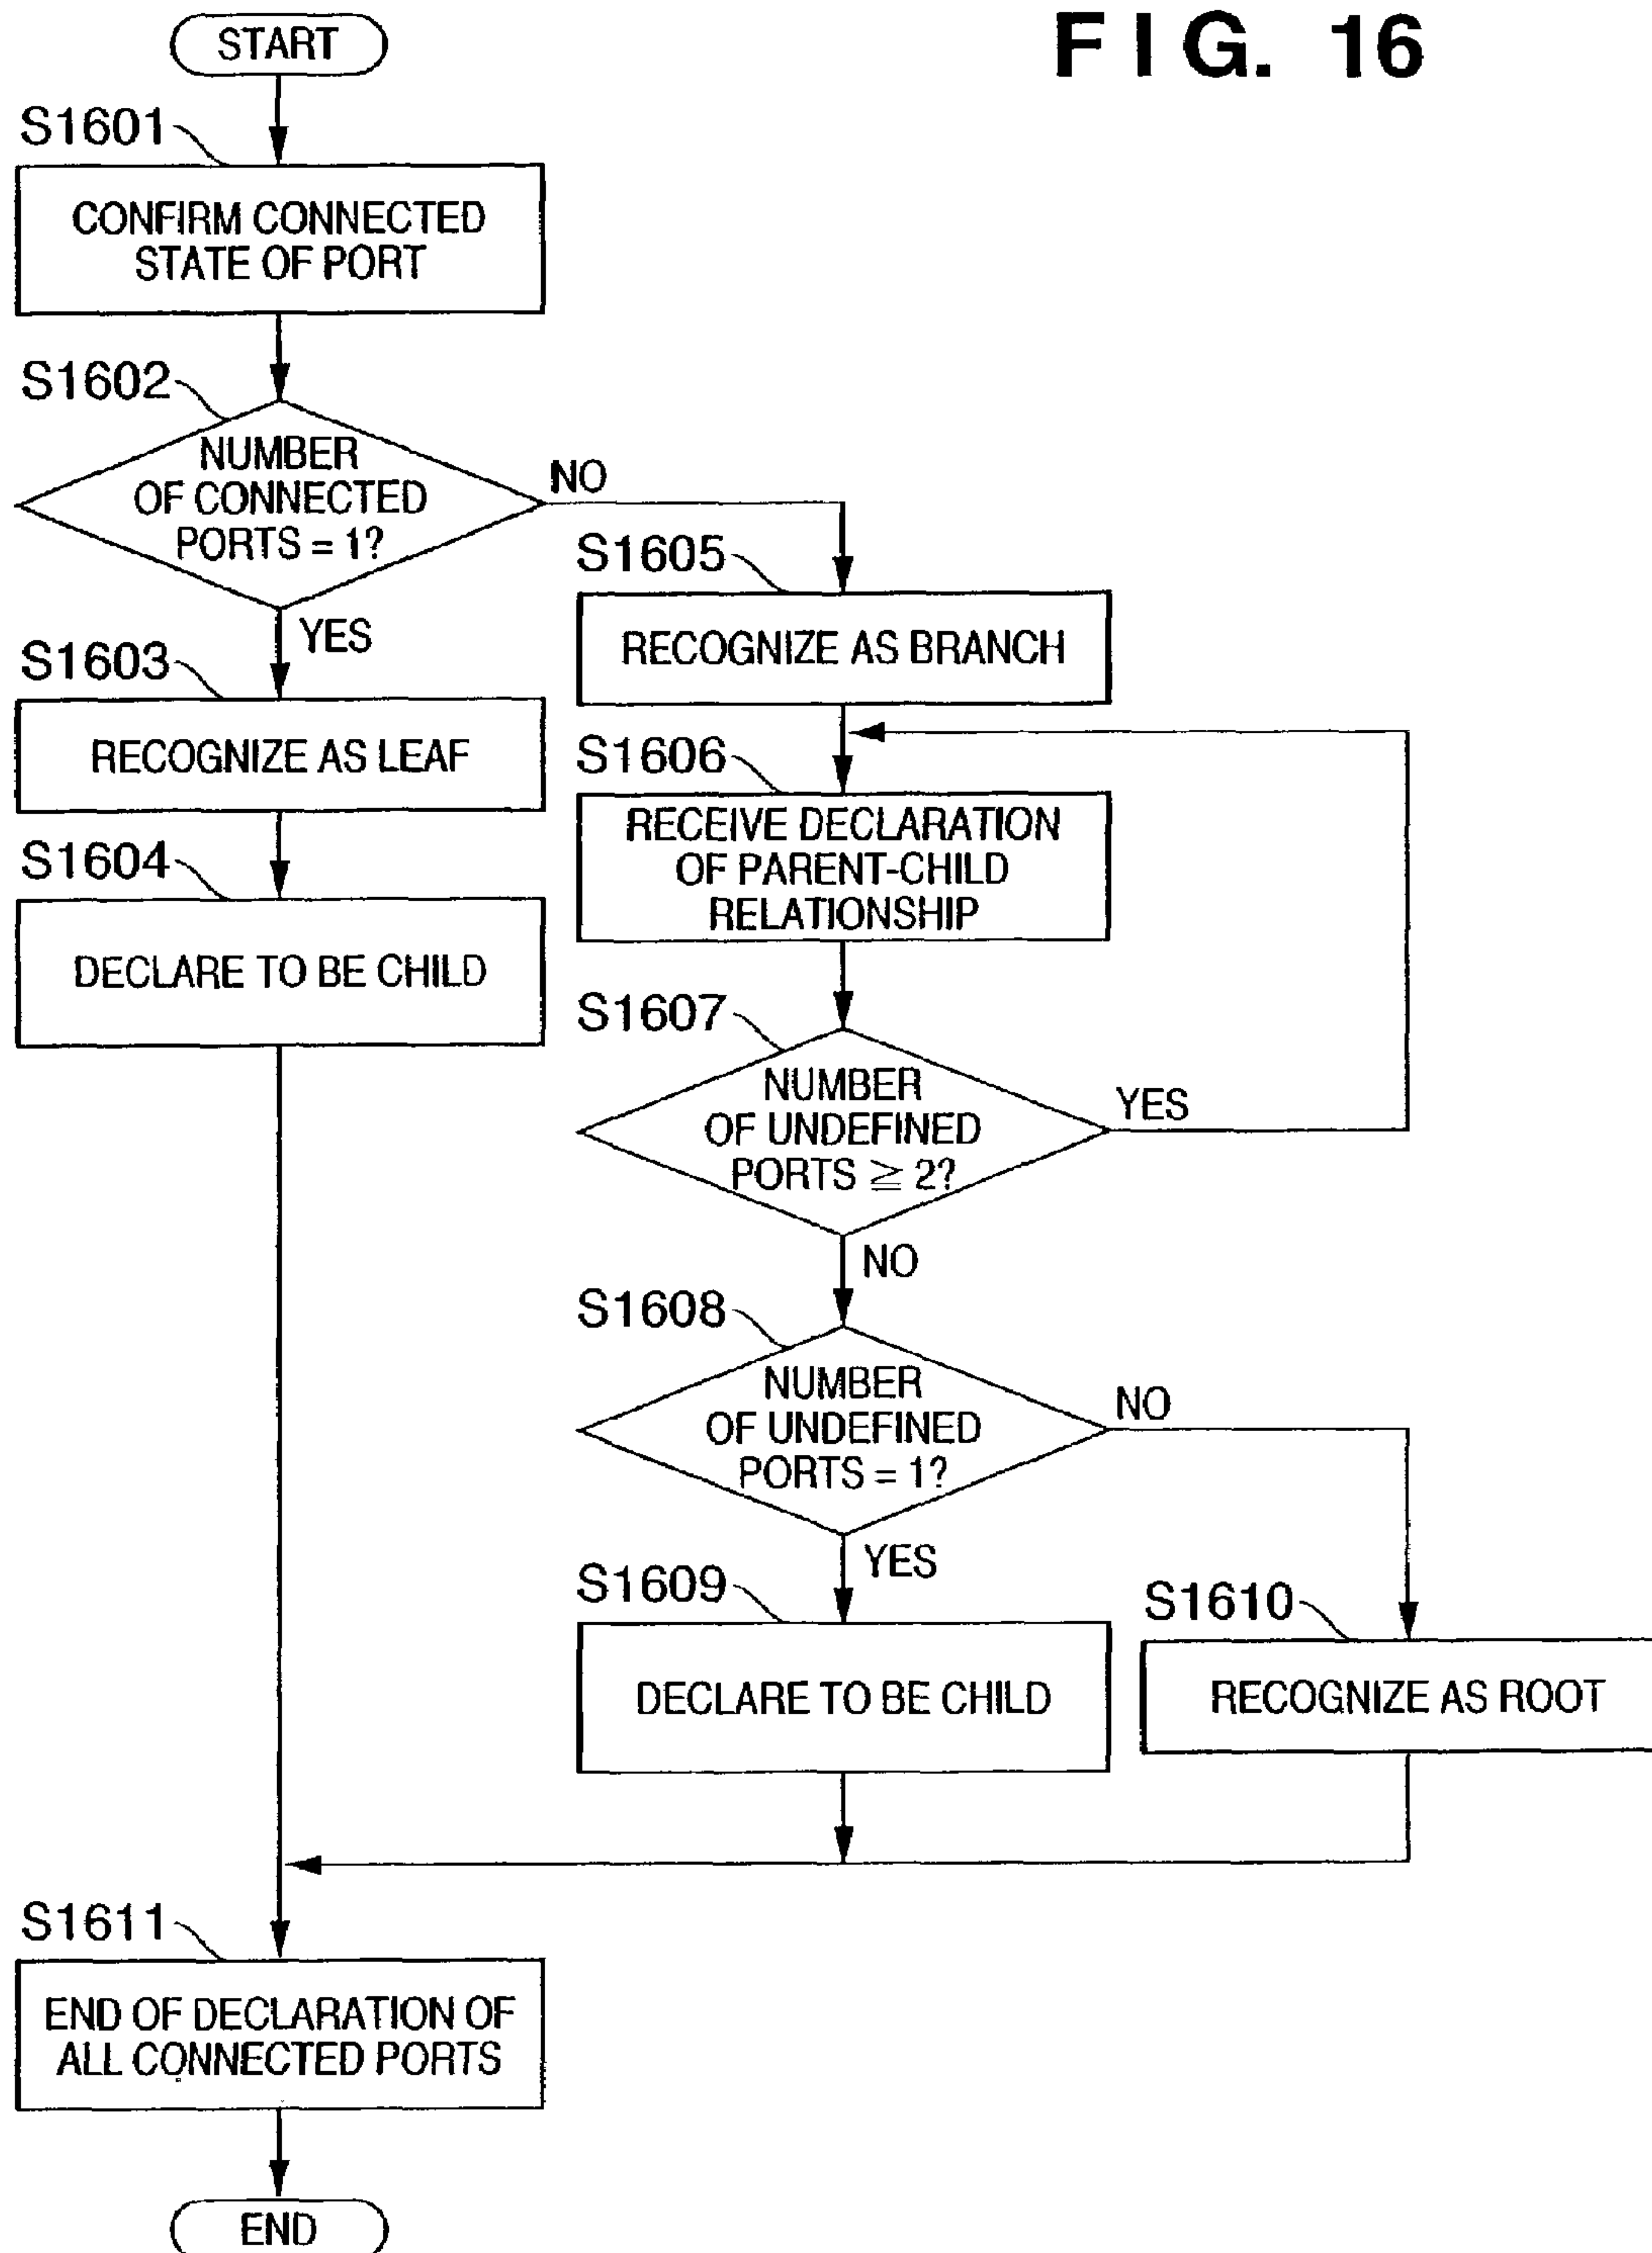 FIG. 16
START
S1601
CONFIRM CONNECTED
STATE OF PORT
S1602
NUMBER
OF CONNECTED
PORTS = 1?
NO
YES
S1603
RECOGNIZE AS LEAF
S1604
DECLARE TO BE CHILD
S1605
RECOGNIZE AS BRANCH
S1606
RECEIVE DECLARATION
OF PARENT-CHILD
RELATIONSHIP
S1607
NUMBER
OF UNDEFINED
PORTS ≧ 2?
YES
NO
S1608
NUMBER
OF UNDEFINED
PORTS = 1?
NO
YES
S1609
DECLARE TO BE CHILD
S1610
RECOGNIZE AS ROOT
S1611
END OF DECLARATION OF
ALL CONNECTED PORTS
END